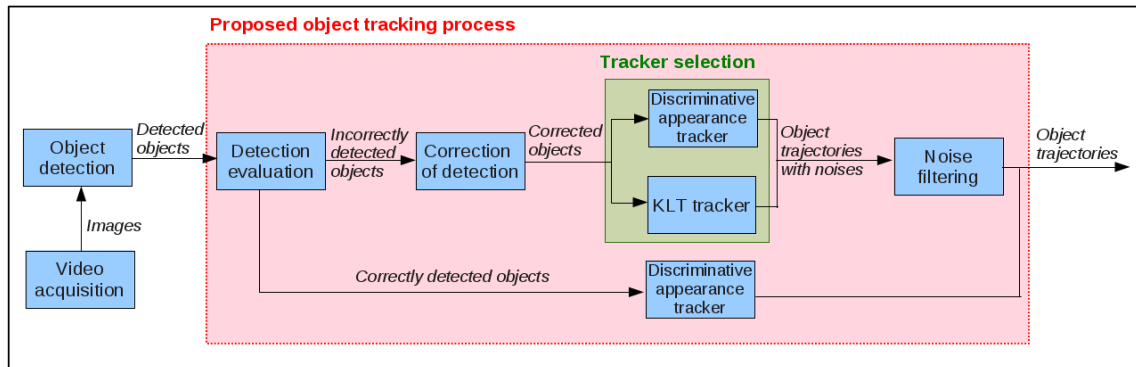 Proposed object tracking process
Tracker selection
Video
acquisition
Images
Object
detection
Detected
objects
Detection
evaluation
Incorrectly
detected
objects
Correction
of detection
Corrected
objects
Discriminative
appearance
tracker
KLT tracker
Object
trajectories
with noises
Noise
filtering
Object
trajectories
Correctly detected objects
Discriminative
appearance
tracker